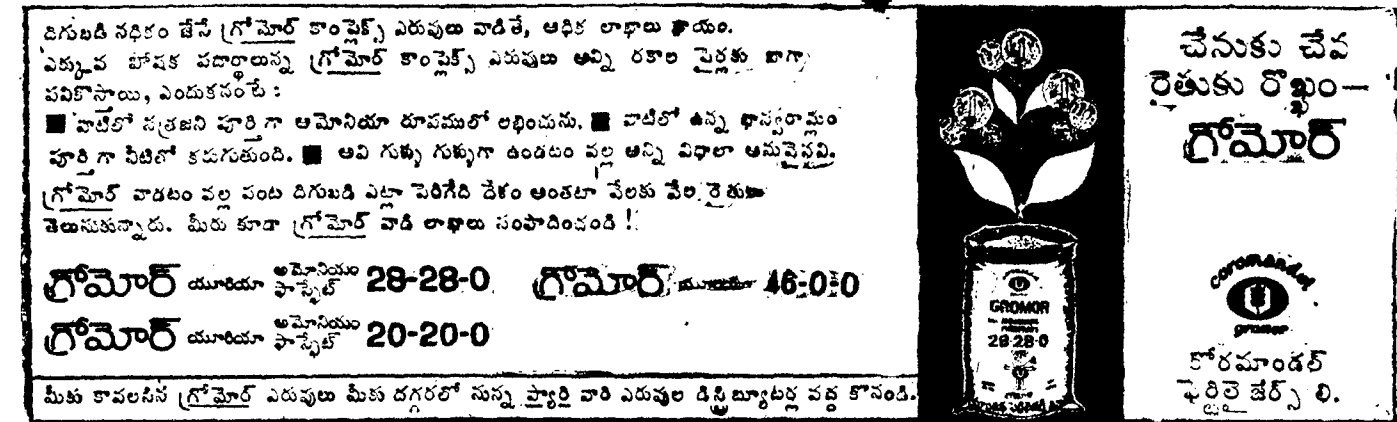 దిగుబడి నధికం జేసే గ్రోమోర్ కాంప్లెక్స్ ఎరువులు వాడితే, అధిక లాభాలు ఖాయం.
ఎక్కువ పోషక పదార్థాలున్న గ్రోమోర్ కాంప్లెక్స్ ఎరువులు అన్ని రకాల పైర్లకు బాగా
పనికొస్తాయి, ఎందుకనంటే :
■ వాటిలో నత్రజని పూర్తిగా ఆమోనియా రూపములో లభించును. ■ వాటిలో ఉన్న భాస్వరామ్లం
పూర్తిగా నీటిలో కరుగుతుంది. ■ అవి గుళ్ళు గుళ్ళుగా ఉండటం వల్ల అన్ని విధాలా అనువైనవి.
గ్రోమోర్ వాడటం వల్ల పంట దిగుబడి ఎట్లా పెరిగేది దేశం అంతటా వేలకు వేల రైతులు
తెలుసుకున్నారు. మీరు కూడా గ్రోమోర్ వాడి లాభాలు సంపాదించండి !
గ్రోమోర్ యూరియా అమోనియం ఫాస్ఫేట్ 28-28-0 గ్రోమోర్ యూరియా 46-0-0
గ్రోమోర్ యూరియా అమోనియం ఫాస్ఫేట్ 20-20-0
మీకు కావలసిన గ్రోమోర్ ఎరువులు మీకు దగ్గరలో నున్న ప్యారి వారి ఎరువుల డిస్ట్రిబ్యూటర్ల వద్ద కొనండి.
GROMOR
28-28-0
చేనుకు చేవ
రైతుకు రొఖ్ఖం—
గ్రోమోర్
coromandel
gromor
కోరమాండల్
ఫెర్టిలైజర్స్ లి.